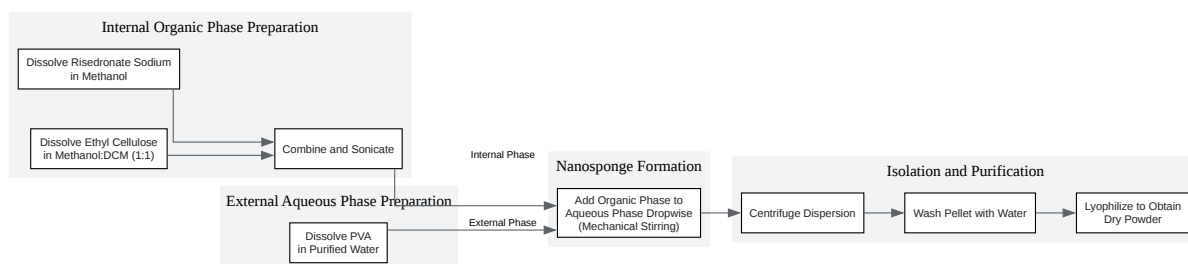 Internal Organic Phase Preparation
Dissolve Risedronate Sodium
in Methanol
Dissolve Ethyl Cellulose
in Methanol:DCM (1:1)
Combine and Sonicate
External Aqueous Phase Preparation
Dissolve PVA
in Purified Water
Internal Phase
External Phase
Nanosponge Formation
Add Organic Phase to
Aqueous Phase Dropwise
(Mechanical Stirring)
Isolation and Purification
Centrifuge Dispersion
Wash Pellet with Water
Lyophilize to Obtain
Dry Powder